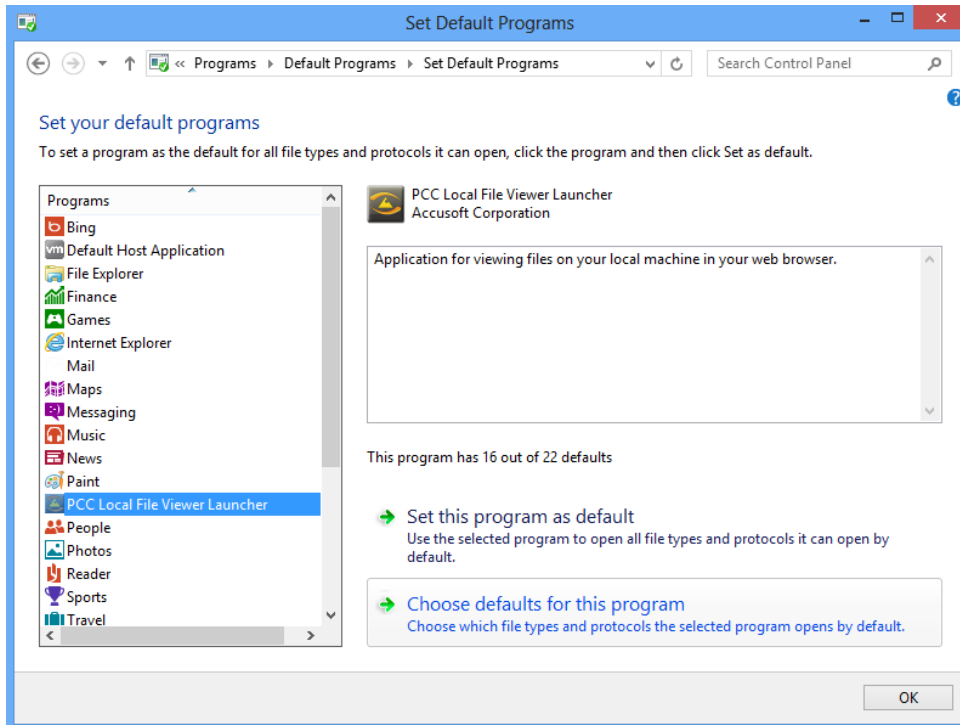 Set Default Programs
« Programs Default Programs Set Default Programs
Search Control Panel
?
Set your default programs
To set a program as the default for all file types and protocols it can open, click the program and then click Set as default.
Programs
Bing
vm Default Host Application
File Explorer
Finance
Games
Internet Explorer
Mail
Maps
Messaging
Music
News
Paint
PCC Local File Viewer Launcher
People
Photos
Reader
Sports
Travel
PCC Local File Viewer Launcher
Accusoft Corporation
Application for viewing files on your local machine in your web browser.
This program has 16 out of 22 defaults
Set this program as default
Use the selected program to open all file types and protocols it can open by
default.
Choose defaults for this program
Choose which file types and protocols the selected program opens by default.
OK